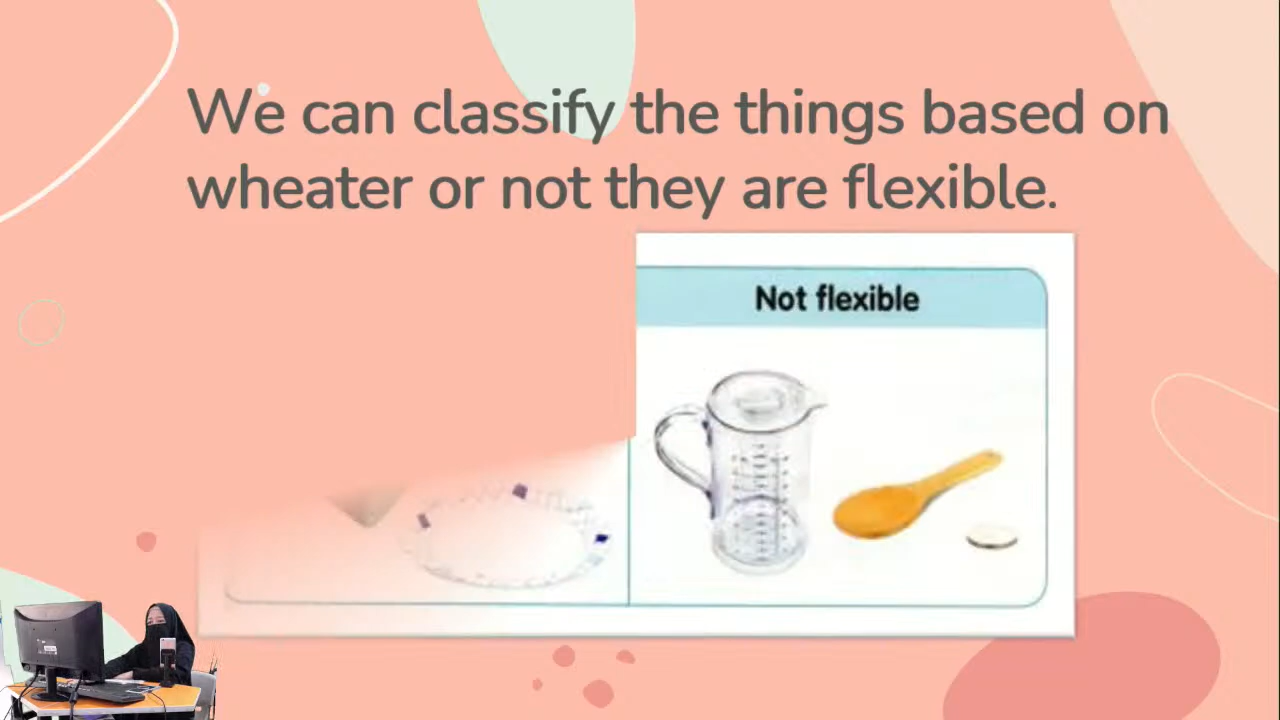 We can classify the things based on
wheater or not they are flexible.
Not flexible